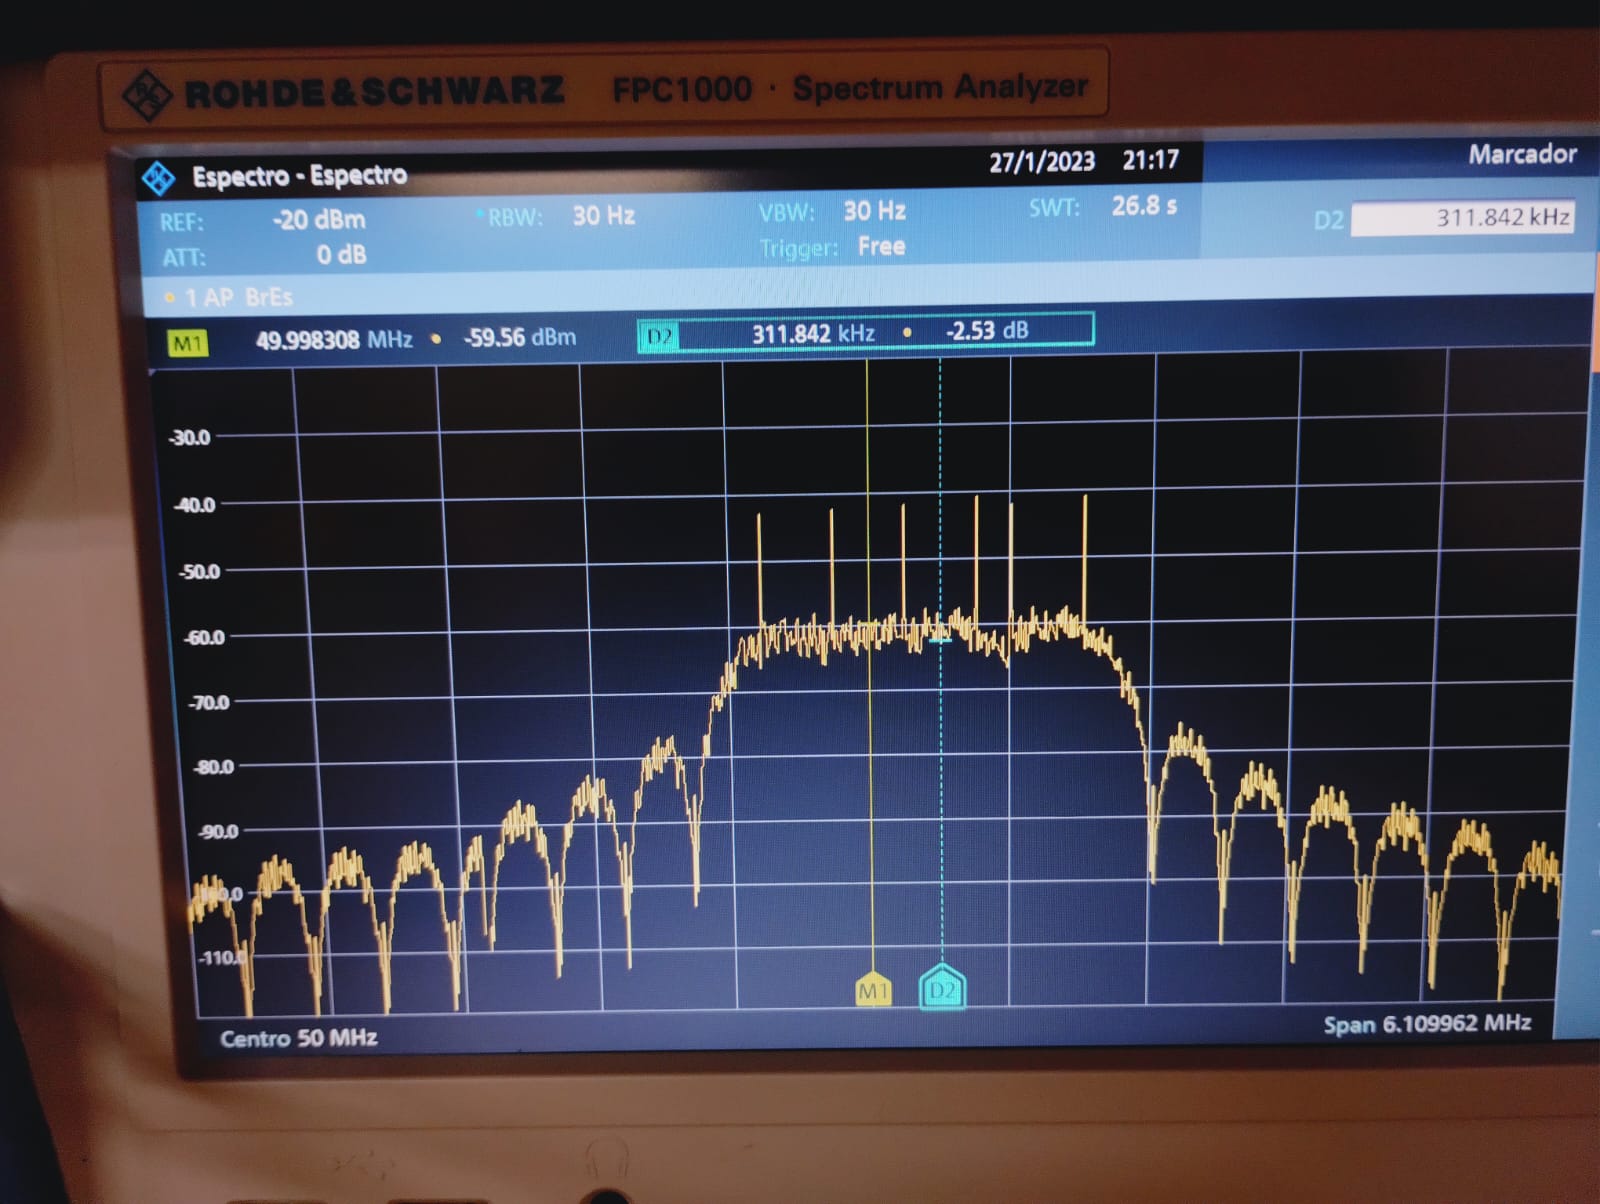 ROHDE&SCHWARZ FPC1000 · Spectrum Analyzer
Espectro - Espectro 27/1/2023 21:17 Marcador
REF: -20 dBm RBW: 30 Hz VBW: 30 Hz SWT: 26.8 s D2 311.842 kHz
ATT: 0 dB Trigger: Free
1 AP BrEs
M1 49.998308 MHz -59.56 dBm D2 311.842 kHz -2.53 dB
-30.0
-40.0
-50.0
-60.0
-70.0
-80.0
-90.0
-110.0
M1 D2
Centro 50 MHz Span 6.109962 MHz